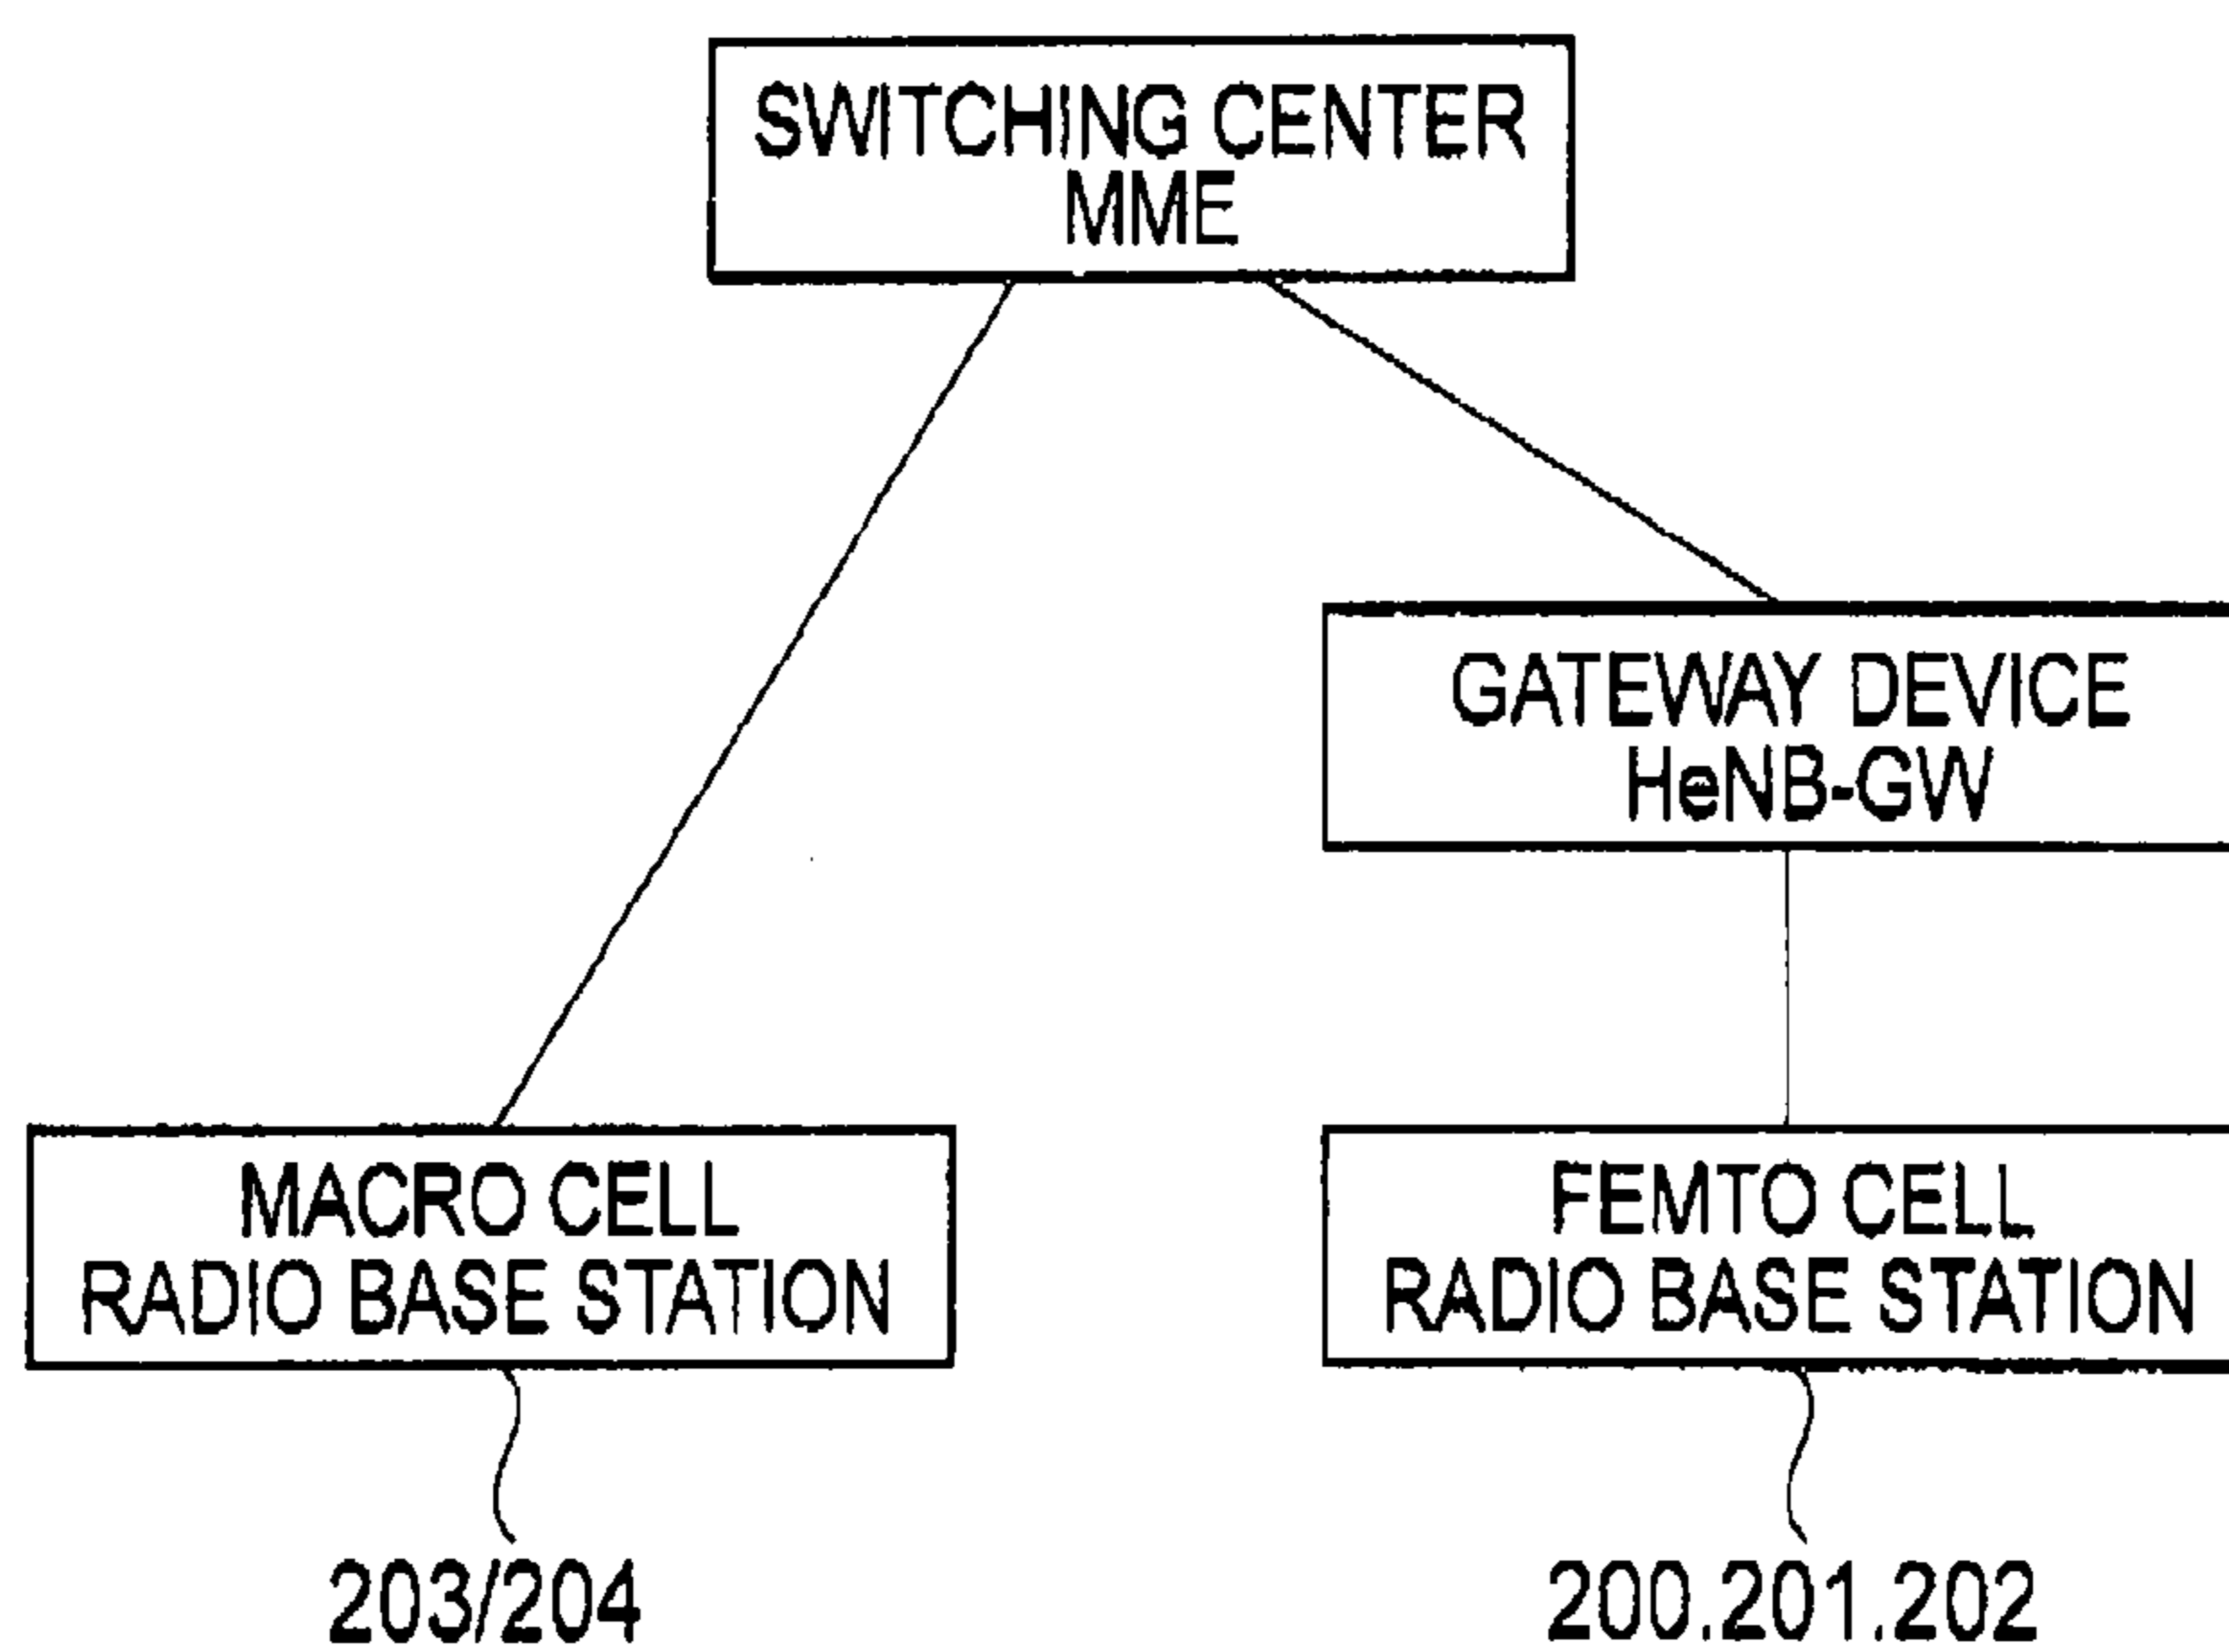 SWITCHING CENTER
MME
GATEWAY DEVICE
HeNB-GW
MACRO CELL
RADIO BASE STATION
FEMTO CELL
RADIO BASE STATION
203/204
200.201.202